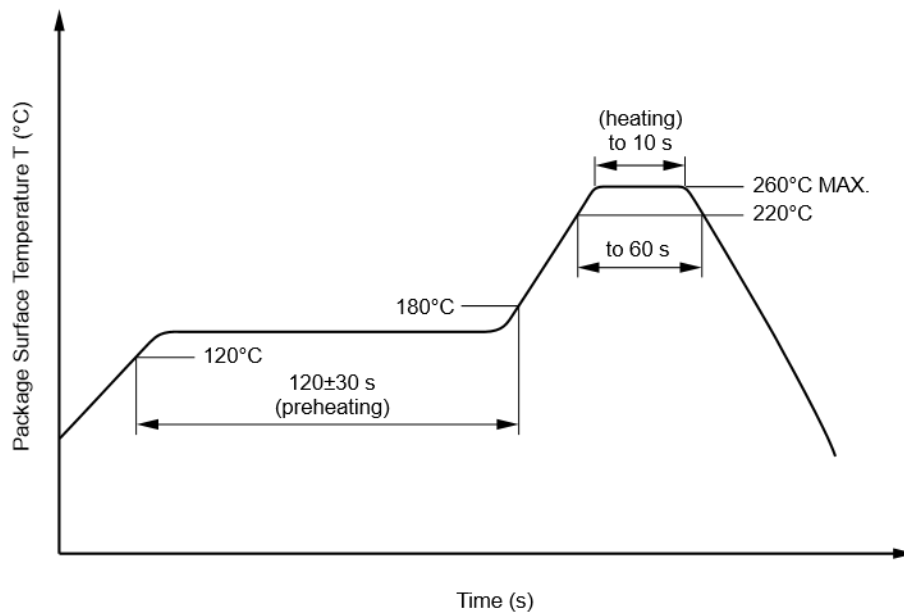 Package Surface Temperature T (°C)
(heating)
to 10 s
260°C MAX.
220°C
to 60 s
180°C
120°C
120±30 s
(preheating)
Time (s)